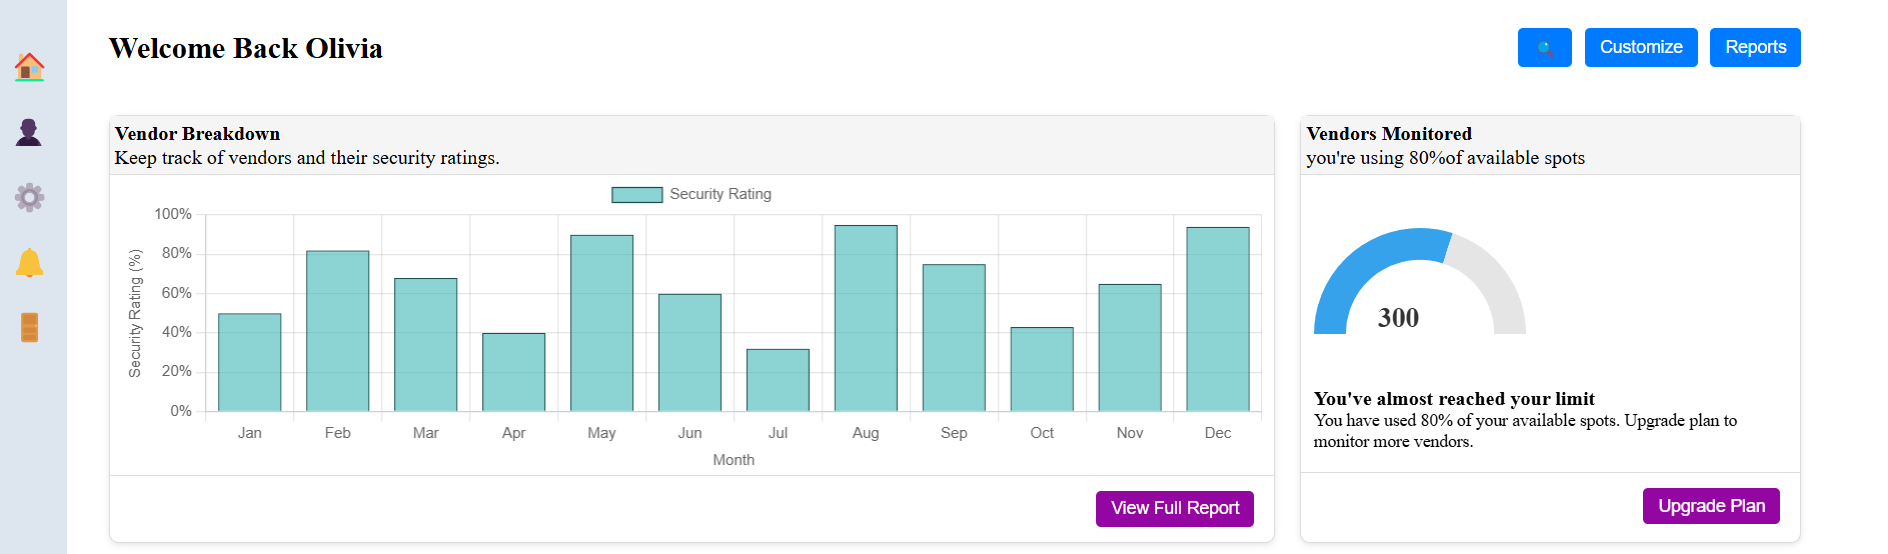 Welcome Back Olivia
Customize
Reports
Vendor Breakdown
Keep track of vendors and their security ratings.
Security Rating
100%
80%
60%
40%
20%
0%
Security Rating (%)
Jan Feb Mar Apr May Jun Jul Aug Sep Oct Nov Dec
Month
View Full Report
Vendors Monitored
you're using 80%of available spots
300
You've almost reached your limit
You have used 80% of your available spots. Upgrade plan to
monitor more vendors.
Upgrade Plan